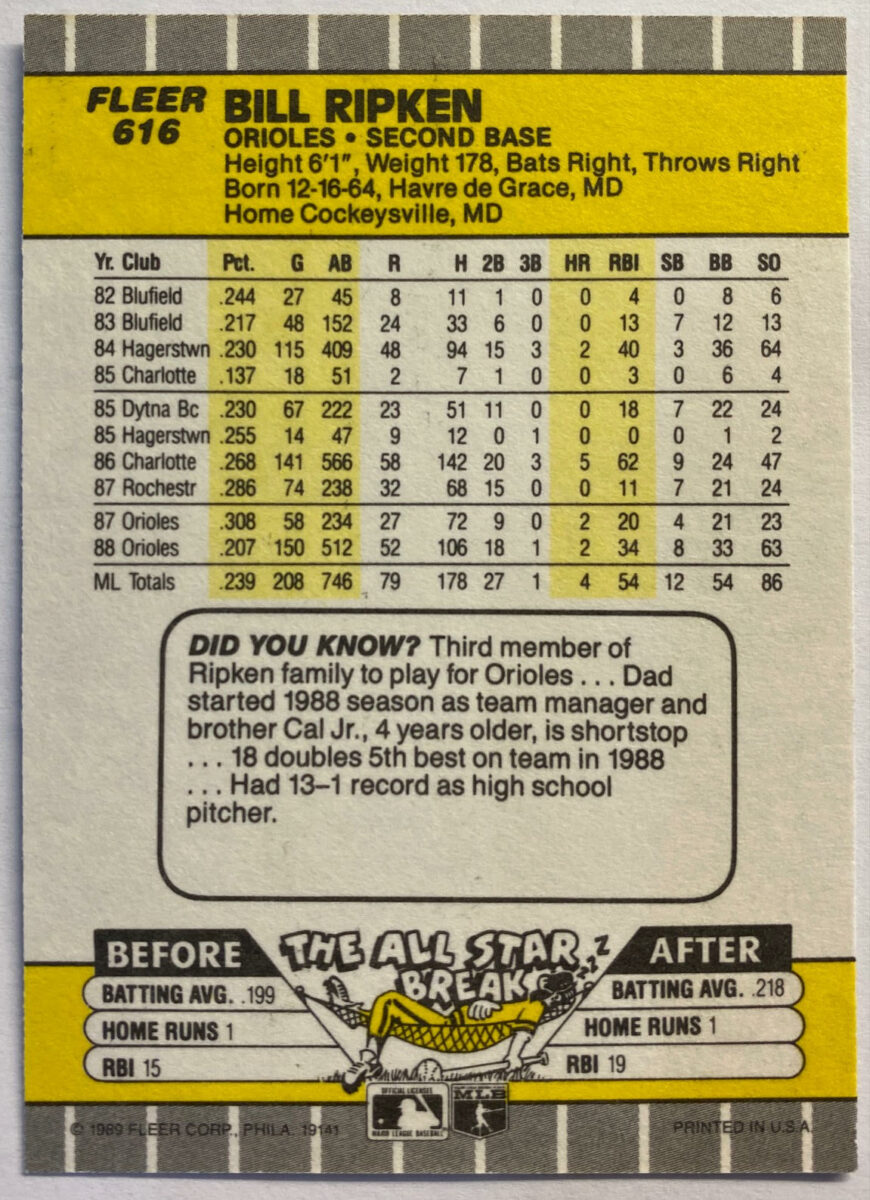 FLEER
616
BILL RIPKEN
ORIOLES • SECOND BASE
Height 6'1", Weight 178, Bats Right, Throws Right
Born 12-16-64, Havre de Grace, MD
Home Cockeysville, MD
Yr. Club Pct. G AB R H 2B 3B HR RBI SB BB SO
82 Blufield .244 27 45 8 11 1 0 0 4 0 8 6
83 Blufield .217 48 152 24 33 6 0 0 13 7 12 13
84 Hagerstwn .230 115 409 48 94 15 3 2 40 3 36 64
85 Charlotte .137 18 51 2 7 1 0 0 3 0 6 4
85 Dytna Bc .230 67 222 23 51 11 0 0 18 7 22 24
85 Hagerstwn .255 14 47 9 12 0 1 0 0 0 1 2
86 Charlotte .268 141 566 58 142 20 3 5 62 9 24 47
87 Rochestr .286 74 238 32 68 15 0 0 11 7 21 24
87 Orioles .308 58 234 27 72 9 0 2 20 4 21 23
88 Orioles .207 150 512 52 106 18 1 2 34 8 33 63
ML Totals .239 208 746 79 178 27 1 4 54 12 54 86
DID YOU KNOW? Third member of
Ripken family to play for Orioles . . . Dad
started 1988 season as team manager and
brother Cal Jr., 4 years older, is shortstop
. . . 18 doubles 5th best on team in 1988
. . . Had 13–1 record as high school
pitcher.
THE ALL STAR
BREAK
ZZZ
BEFORE
BATTING AVG. .199
HOME RUNS 1
RBI 15
AFTER
BATTING AVG. .218
HOME RUNS 1
RBI 19
OFFICIAL LICENSEE
MAJOR LEAGUE BASEBALL
MLB
© 1989 FLEER CORP., PHILA. 19141
PRINTED IN U.S.A.